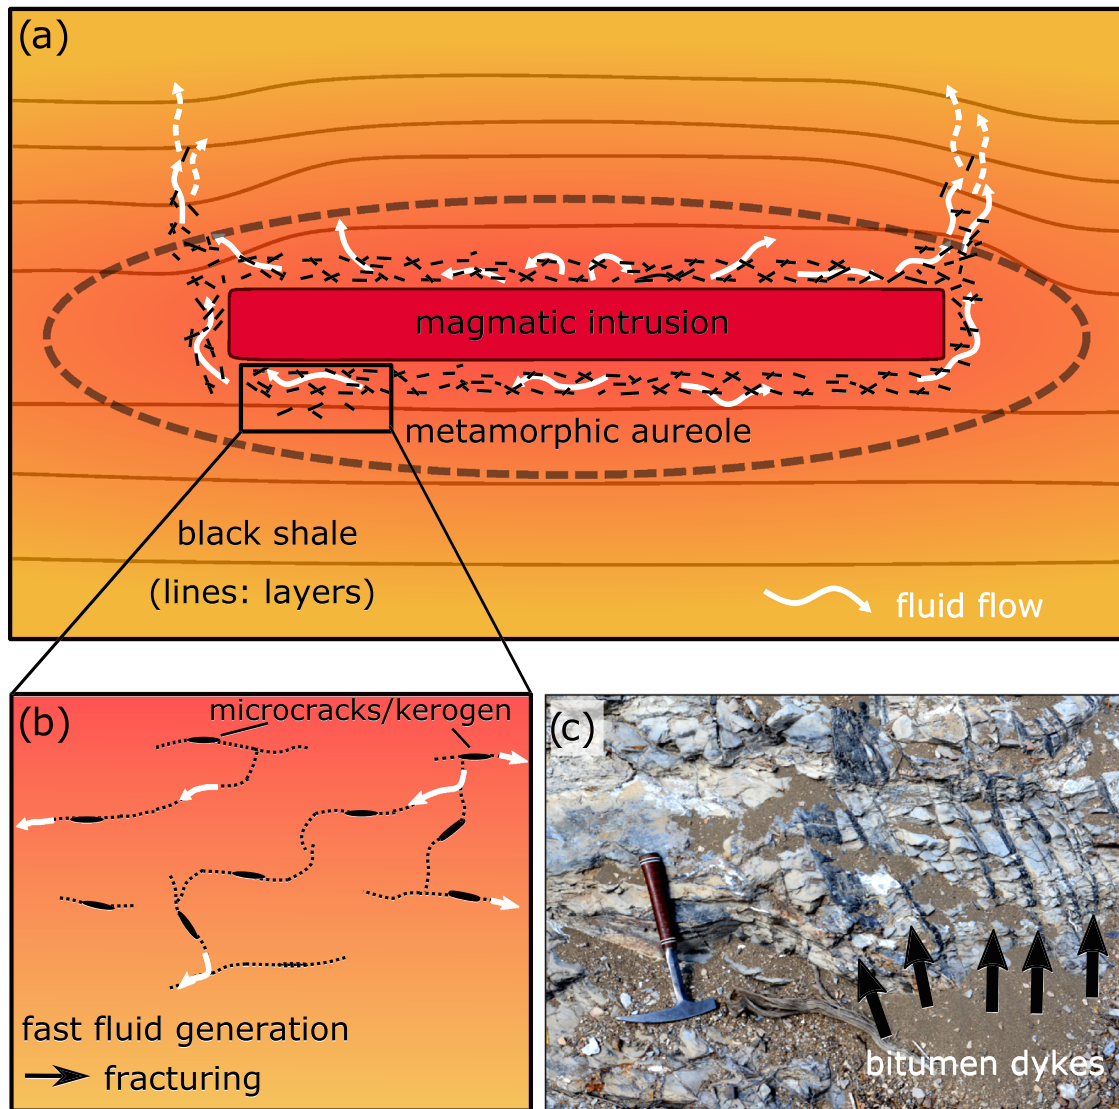 (a)
magmatic intrusion
metamorphic aureole
black shale
(lines: layers)
fluid flow
(b)
microcracks/kerogen
fast fluid generation
fracturing
(c)
bitumen dykes